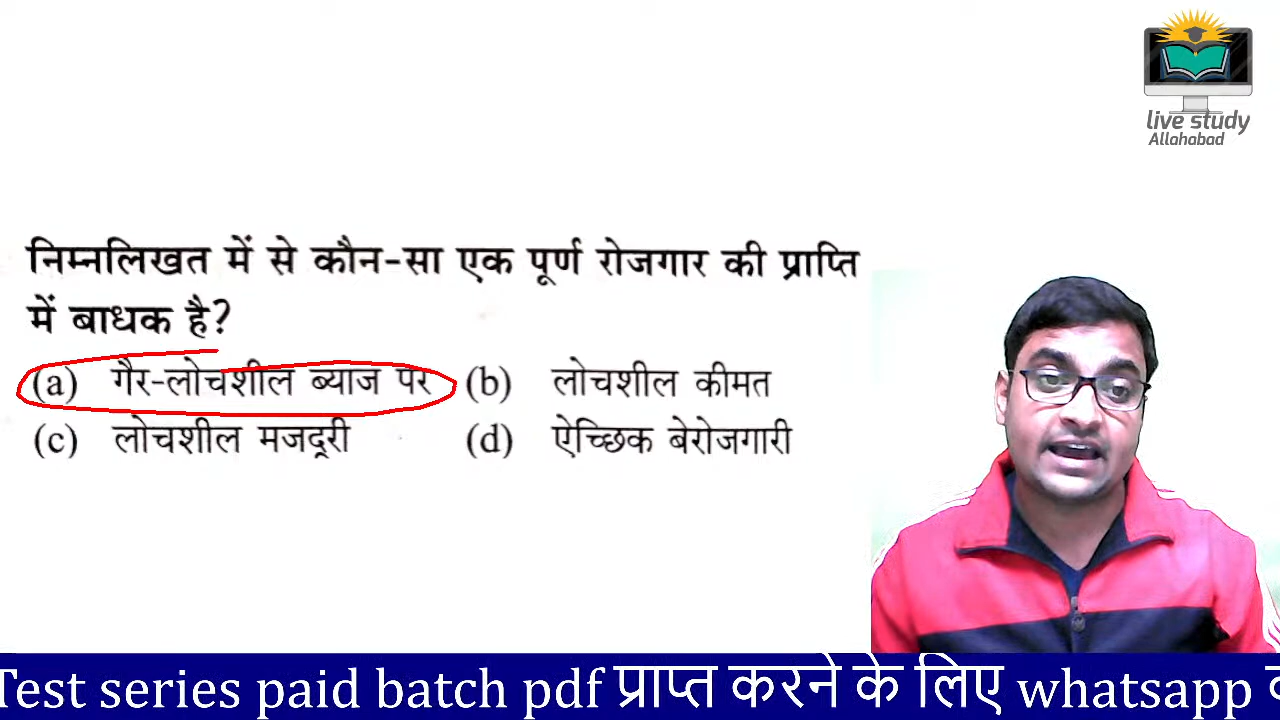 live study
Allahabad
निम्नलिखत में से कौन-सा एक पूर्ण रोजगार की प्राप्ति
में बाधक है?
(a) गैर-लोचशील ब्याज पर (b) लोचशील कीमत
(c) लोचशील मजदूरी (d) ऐच्छिक बेरोजगारी
Test series paid batch pdf प्राप्त करने के लिए whatsapp